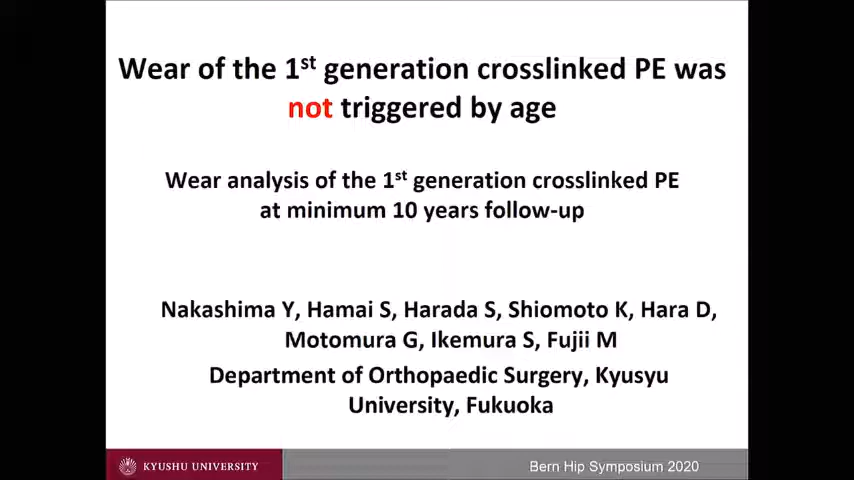 Wear of the 1st generation crosslinked PE was
not triggered by age
Wear analysis of the 1st generation crosslinked PE
at minimum 10 years follow-up
Nakashima Y, Hamai S, Harada S, Shiomoto K, Hara D,
Motomura G, Ikemura S, Fujii M
Department of Orthopaedic Surgery, Kyusyu
University, Fukuoka
KYUSHU UNIVERSITY
Bern Hip Symposium 2020